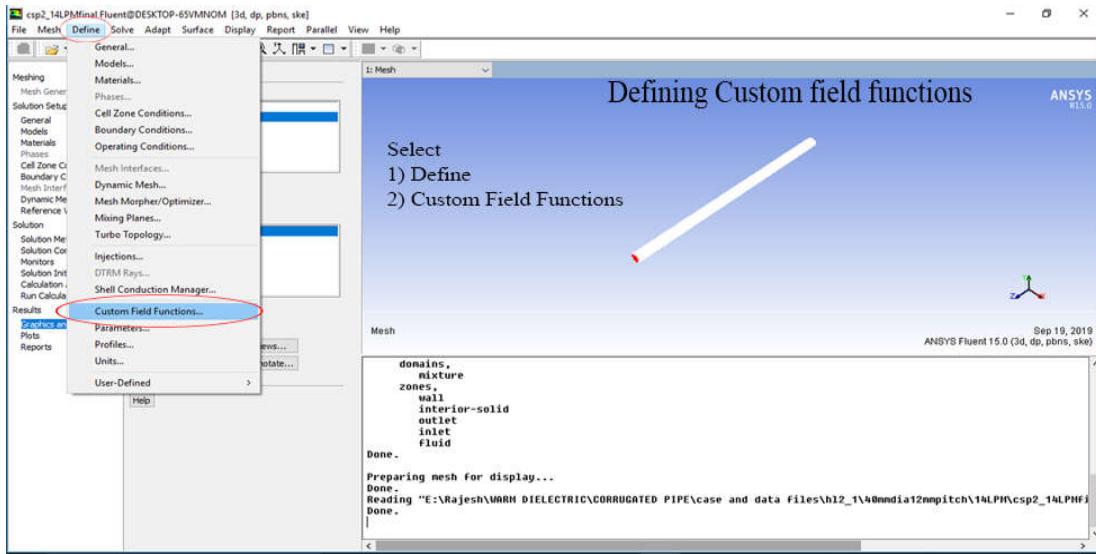 csp2_14LPMfinal Fluent@DESKTOP-65VMNOM [3d, dp, pbns, ske]
File Mesh Define Solve Adapt Surface Display Report Parallel View Help
General...
Models...
Materials...
Phases...
Cell Zone Conditions...
Boundary Conditions...
Operating Conditions...
Mesh Interfaces...
Dynamic Mesh...
Mesh Morpher/Optimizer...
Mixing Planes...
Turbo Topology...
Injections...
DTRM Rays...
Shell Conduction Manager...
Custom Field Functions...
Parameters...
Profiles...
Units...
User-Defined >
Meshing
Mesh Gener
Solution Setup
General
Models
Materials
Phases
Cell Zone Co
Boundary C
Mesh Interf
Dynamic Me
Reference V
Solution
Solution Me
Solution Cor
Monitors
Solution Init
Calculation
Run Calcula
Results
Graphics an
Plots
Reports
ews...
notate...
Help
1: Mesh
Defining Custom field functions
ANSYS
R15.0
Select
1) Define
2) Custom Field Functions
Y
Z X
Mesh
Sep 19, 2019
ANSYS Fluent 15.0 (3d, dp, pbns, ske)
domains,
mixture
zones,
wall
interior-solid
outlet
inlet
fluid
Done.
Preparing mesh for display...
Done.
Reading "E:\Rajesh\WARM DIELECTRIC\CORRUGATED PIPE\case and data files\hl2_1\40mmdia12mmpitch\14LPM\csp2_14LPMfi
Done.